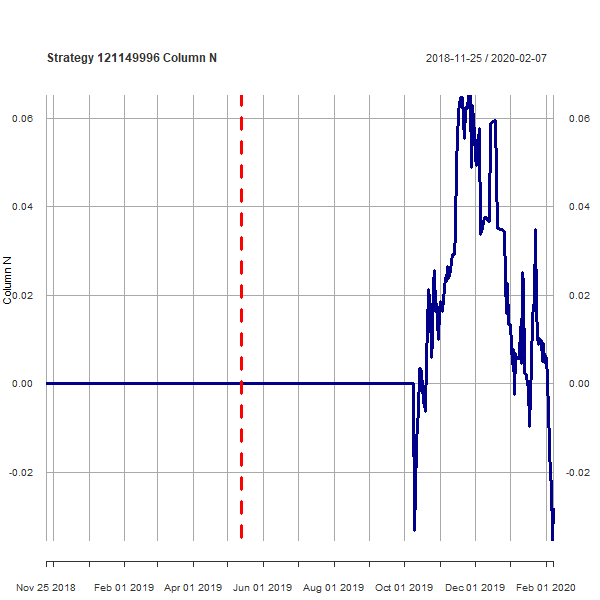 Strategy 121149996 Column N
2018-11-25 / 2020-02-07
Column N
0.06
0.04
0.02
0.00
-0.02
0.06
0.04
0.02
0.00
-0.02
Nov 25 2018
Feb 01 2019
Apr 01 2019
Jun 01 2019
Aug 01 2019
Oct 01 2019
Dec 01 2019
Feb 01 2020